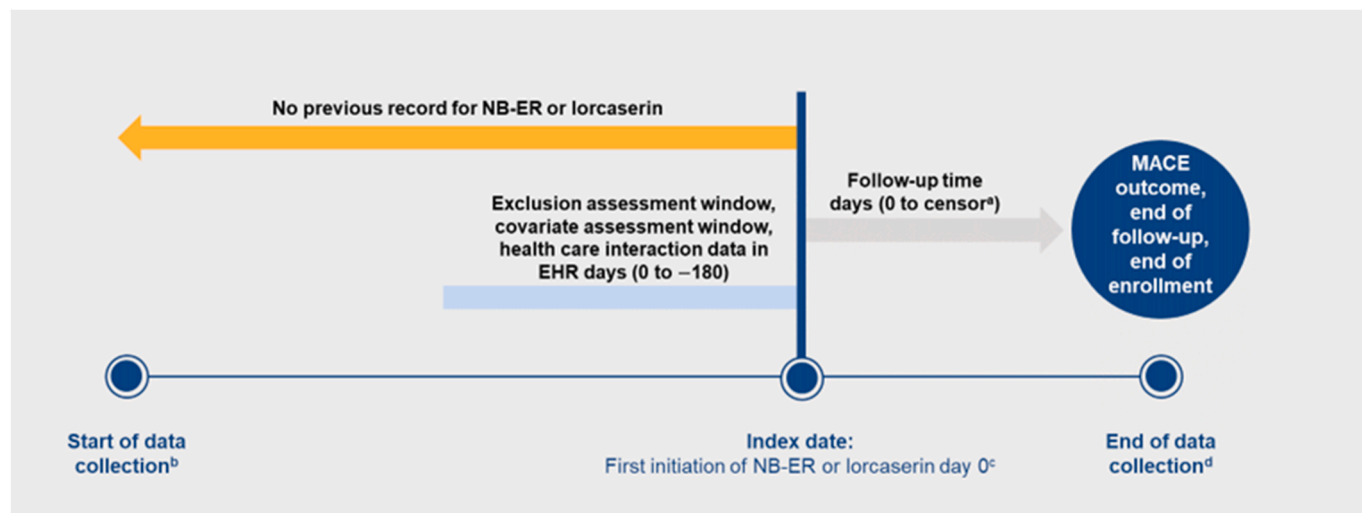 No previous record for NB-ER or lorcaserin
Exclusion assessment window,
covariate assessment window,
health care interaction data in
EHR days (0 to −180)
Follow-up time
days (0 to censorᵃ)
MACE
outcome,
end of
follow-up,
end of
enrollment
Start of data
collectionᵇ
Index date:
First initiation of NB-ER or lorcaserin day 0ᶜ
End of data
collectionᵈ